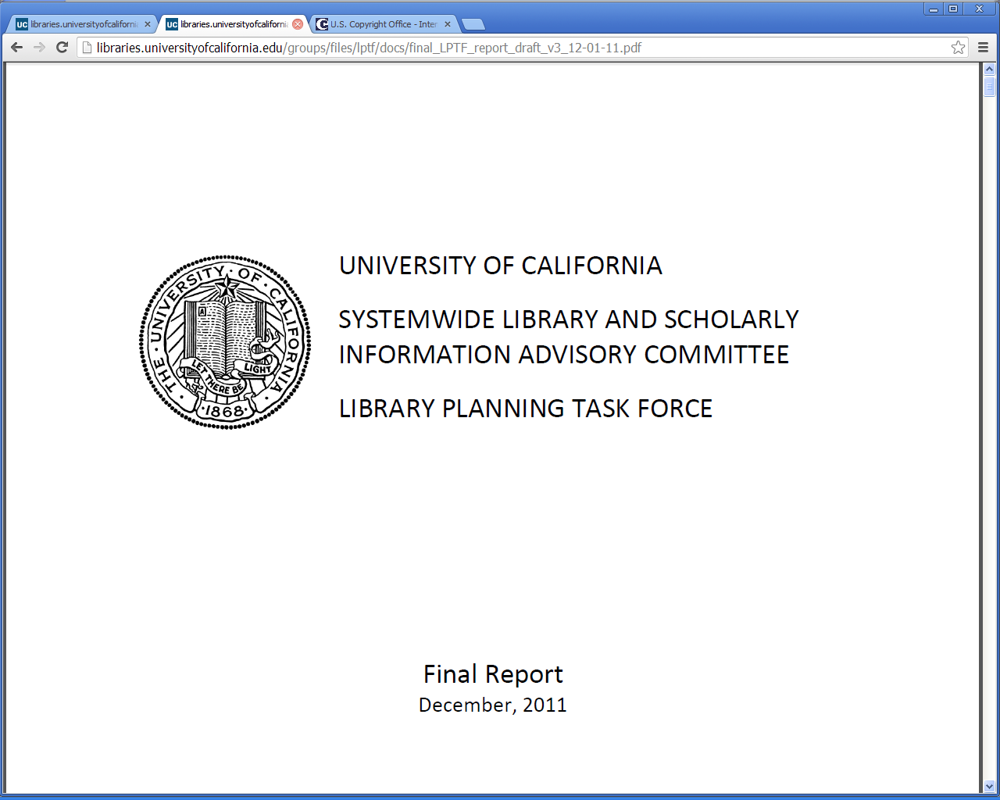 libraries.universityofcaliforni
libraries.universityofcaliforni
U.S. Copyright Office - Inter
libraries.universityofcalifornia.edu/groups/files/lptf/docs/final_LPTF_report_draft_v3_12-01-11.pdf
THE · UNIVERSITY · OF · CALIFORNIA ·
A
LET THERE BE LIGHT
·1868·
UNIVERSITY OF CALIFORNIA
SYSTEMWIDE LIBRARY AND SCHOLARLY
INFORMATION ADVISORY COMMITTEE
LIBRARY PLANNING TASK FORCE
Final Report
December, 2011